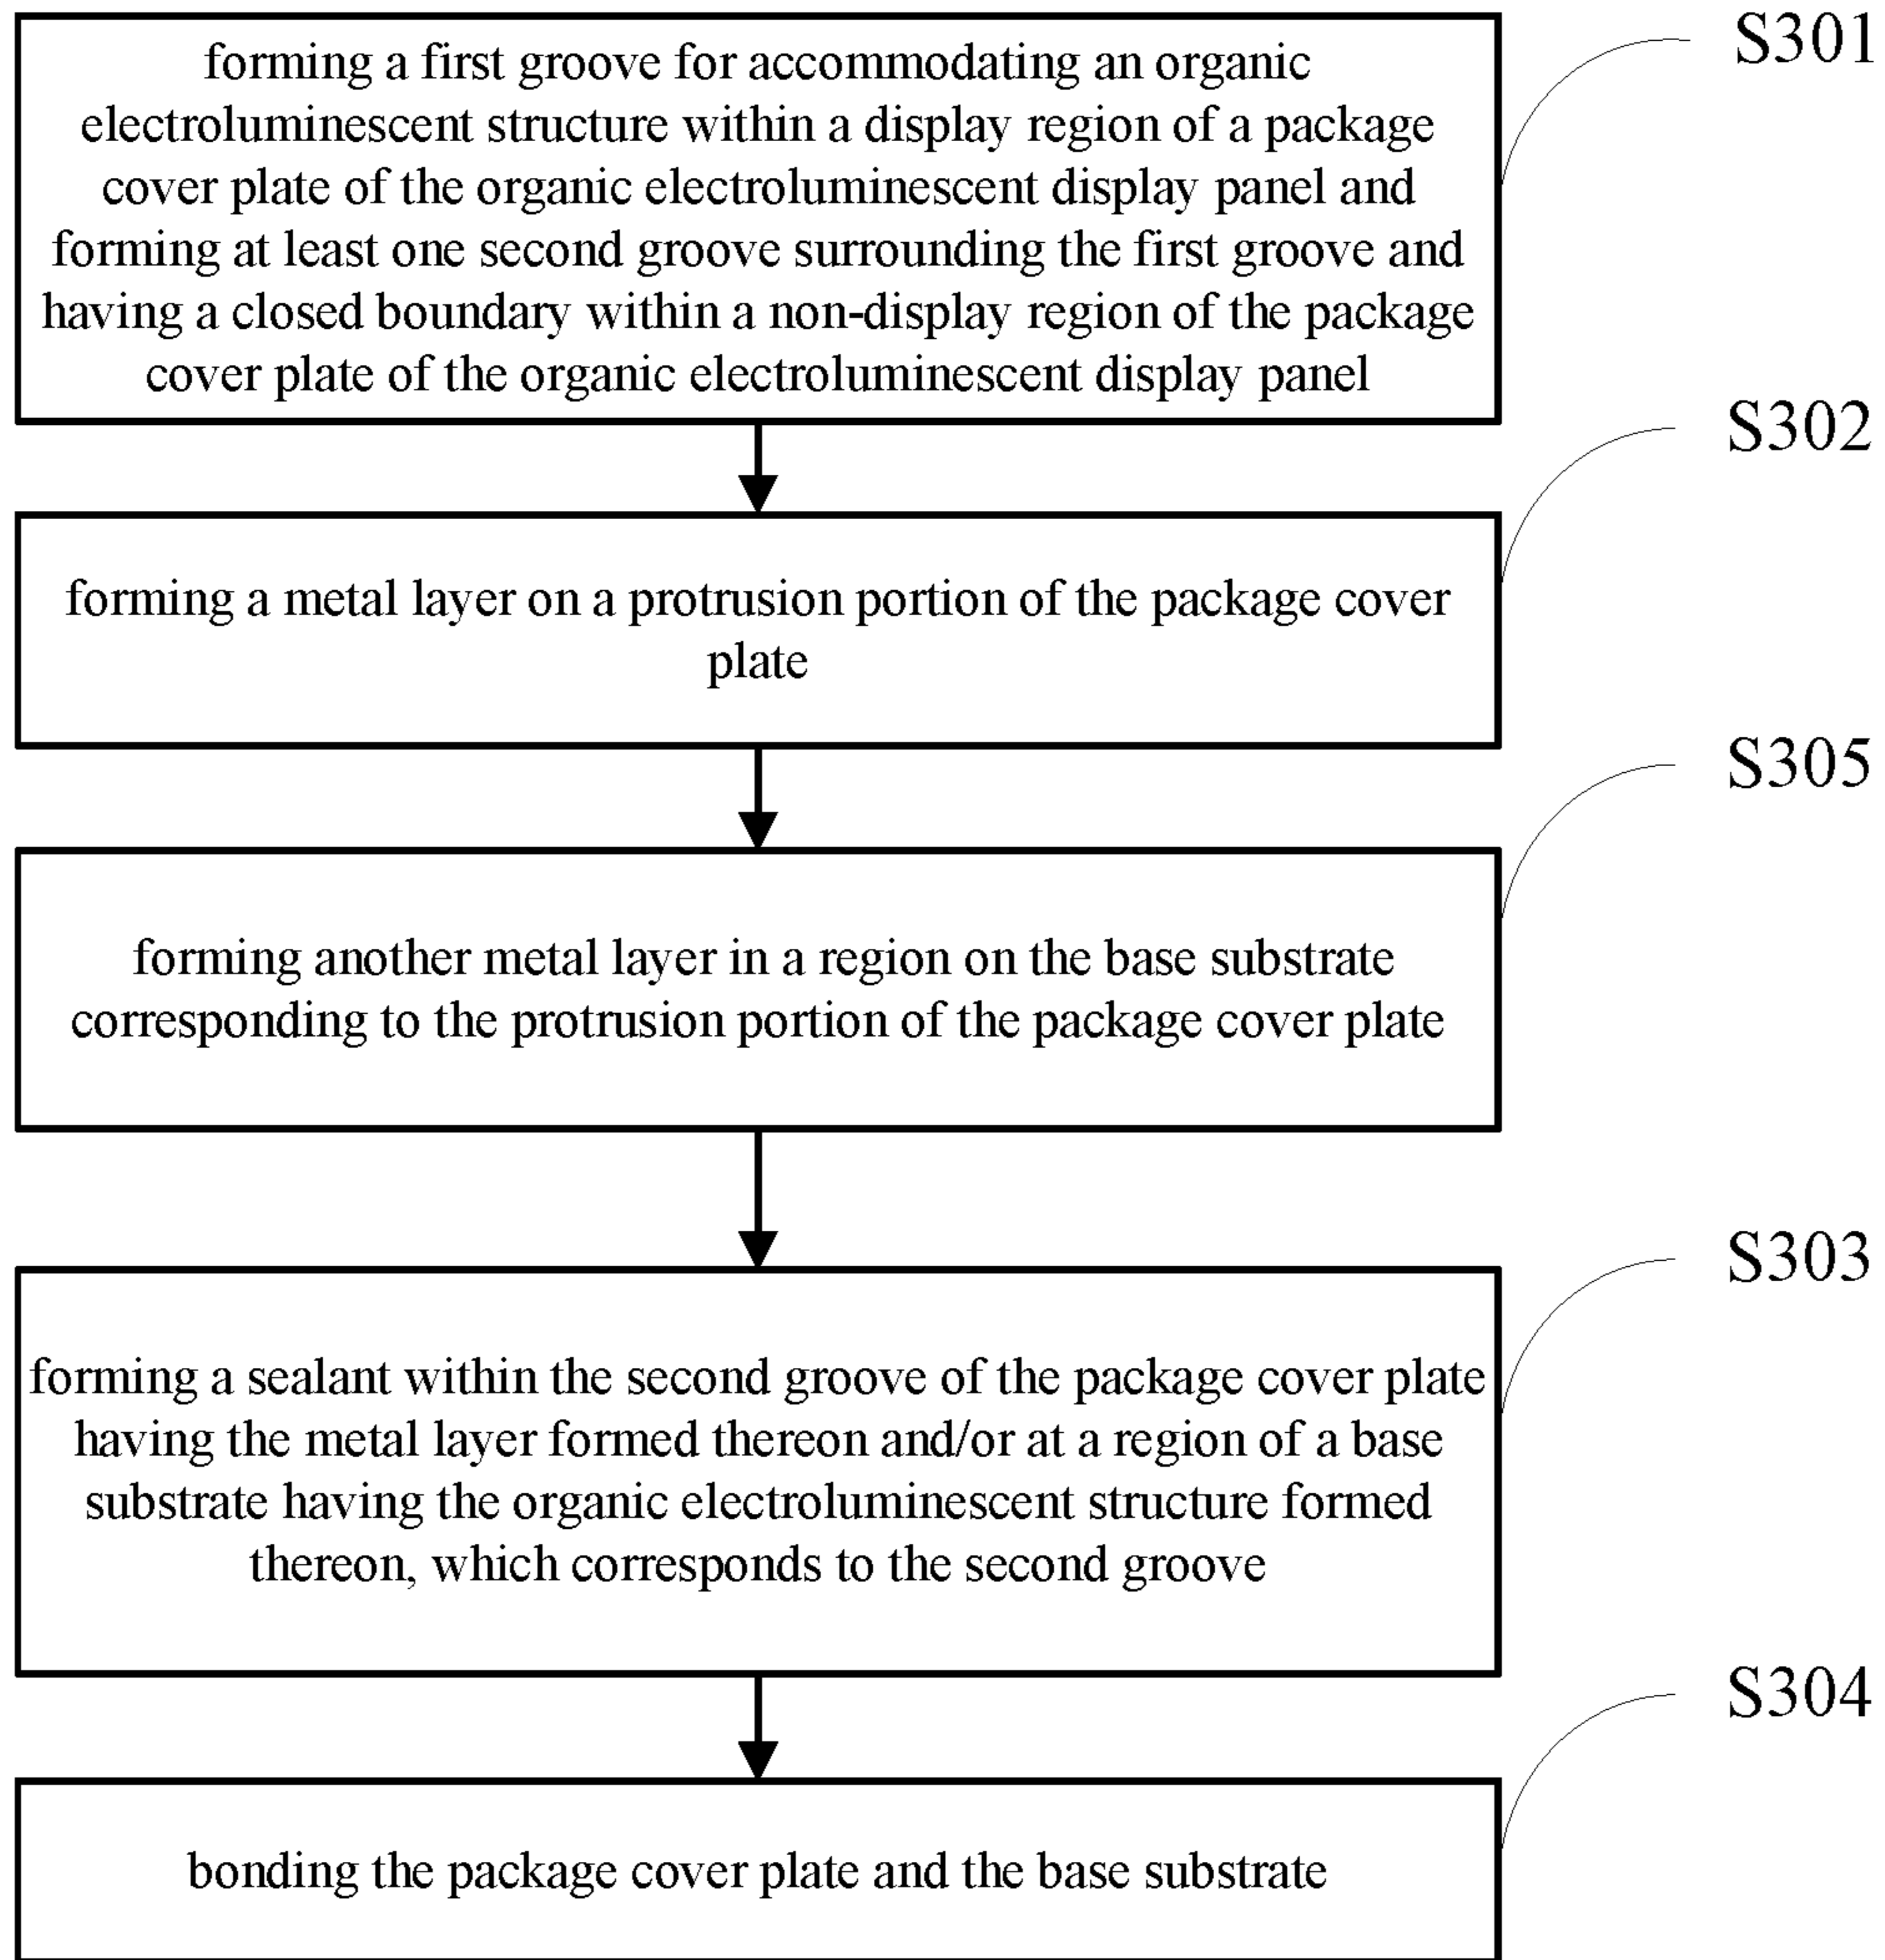 forming a first groove for accommodating an organic
electroluminescent structure within a display region of a package
cover plate of the organic electroluminescent display panel and
forming at least one second groove surrounding the first groove and
having a closed boundary within a non-display region of the package
cover plate of the organic electroluminescent display panel
S301
forming a metal layer on a protrusion portion of the package cover
plate
S302
forming another metal layer in a region on the base substrate
corresponding to the protrusion portion of the package cover plate
S305
forming a sealant within the second groove of the package cover plate
having the metal layer formed thereon and/or at a region of a base
substrate having the organic electroluminescent structure formed
thereon, which corresponds to the second groove
S303
bonding the package cover plate and the base substrate
S304